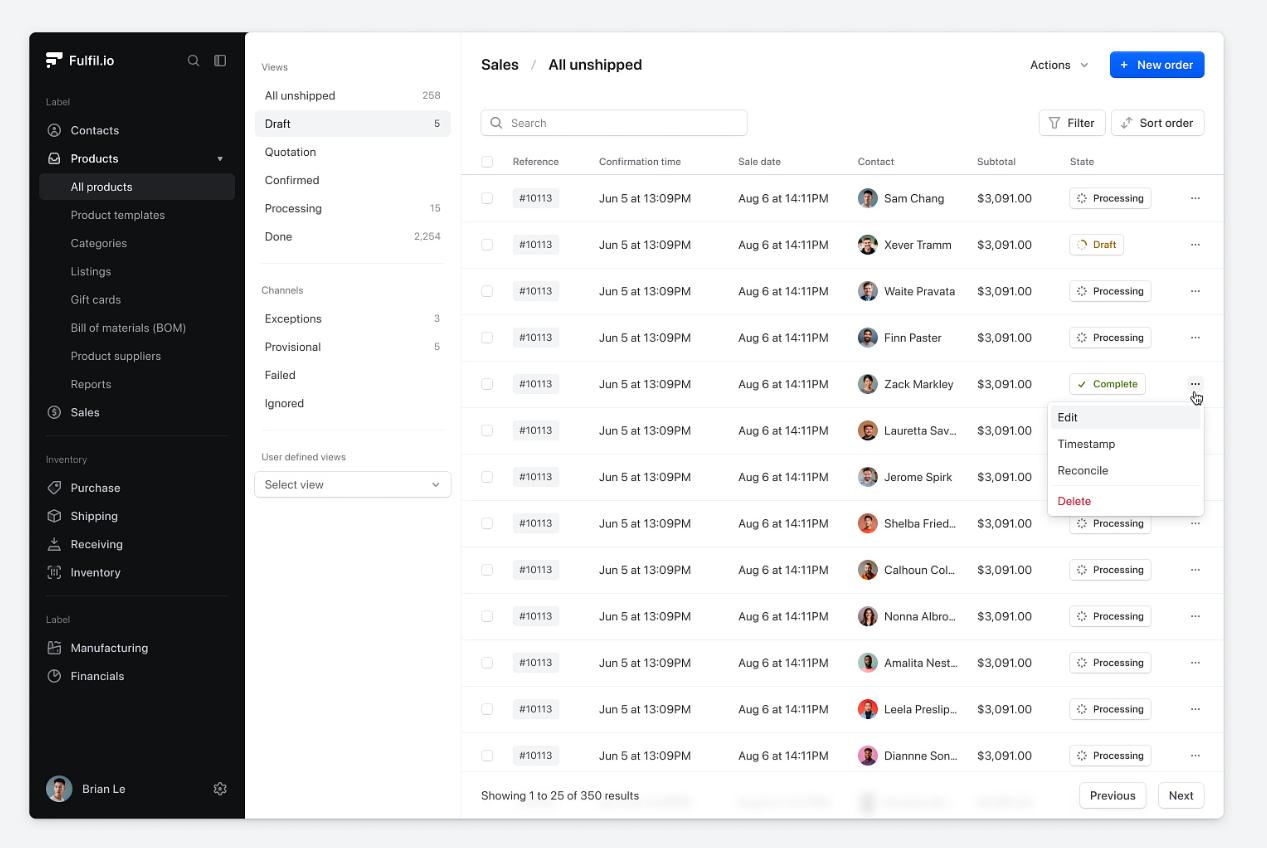 Fulfil.io
Label
Contacts
Products
All products
Product templates
Categories
Listings
Gift cards
Bill of materials (BOM)
Product suppliers
Reports
Sales
Inventory
Purchase
Shipping
Receiving
Inventory
Label
Manufacturing
Financials
Brian Le
Views
All unshipped 258
Draft 5
Quotation
Confirmed
Processing 15
Done 2,254
Channels
Exceptions 3
Provisional 5
Failed
Ignored
User defined views
Select view
Sales / All unshipped
Actions
+ New order
Search
Filter
Sort order
Reference Confirmation time Sale date Contact Subtotal State
#10113 Jun 5 at 13:09PM Aug 6 at 14:11PM Sam Chang $3,091.00 Processing ...
#10113 Jun 5 at 13:09PM Aug 6 at 14:11PM Xever Tramm $3,091.00 Draft ...
#10113 Jun 5 at 13:09PM Aug 6 at 14:11PM Waite Pravata $3,091.00 Processing ...
#10113 Jun 5 at 13:09PM Aug 6 at 14:11PM Finn Paster $3,091.00 Processing ...
#10113 Jun 5 at 13:09PM Aug 6 at 14:11PM Zack Markley $3,091.00 Complete ...
#10113 Jun 5 at 13:09PM Aug 6 at 14:11PM Lauretta Sav... $3,091.00
#10113 Jun 5 at 13:09PM Aug 6 at 14:11PM Jerome Spirk $3,091.00
#10113 Jun 5 at 13:09PM Aug 6 at 14:11PM Shelba Fried... $3,091.00 Processing ...
#10113 Jun 5 at 13:09PM Aug 6 at 14:11PM Calhoun Col... $3,091.00 Processing ...
#10113 Jun 5 at 13:09PM Aug 6 at 14:11PM Nonna Albro... $3,091.00 Processing ...
#10113 Jun 5 at 13:09PM Aug 6 at 14:11PM Amalita Nest... $3,091.00 Processing ...
#10113 Jun 5 at 13:09PM Aug 6 at 14:11PM Leela Preslip... $3,091.00 Processing ...
#10113 Jun 5 at 13:09PM Aug 6 at 14:11PM Diannne Son... $3,091.00 Processing ...
Edit
Timestamp
Reconcile
Delete
Showing 1 to 25 of 350 results
Previous
Next